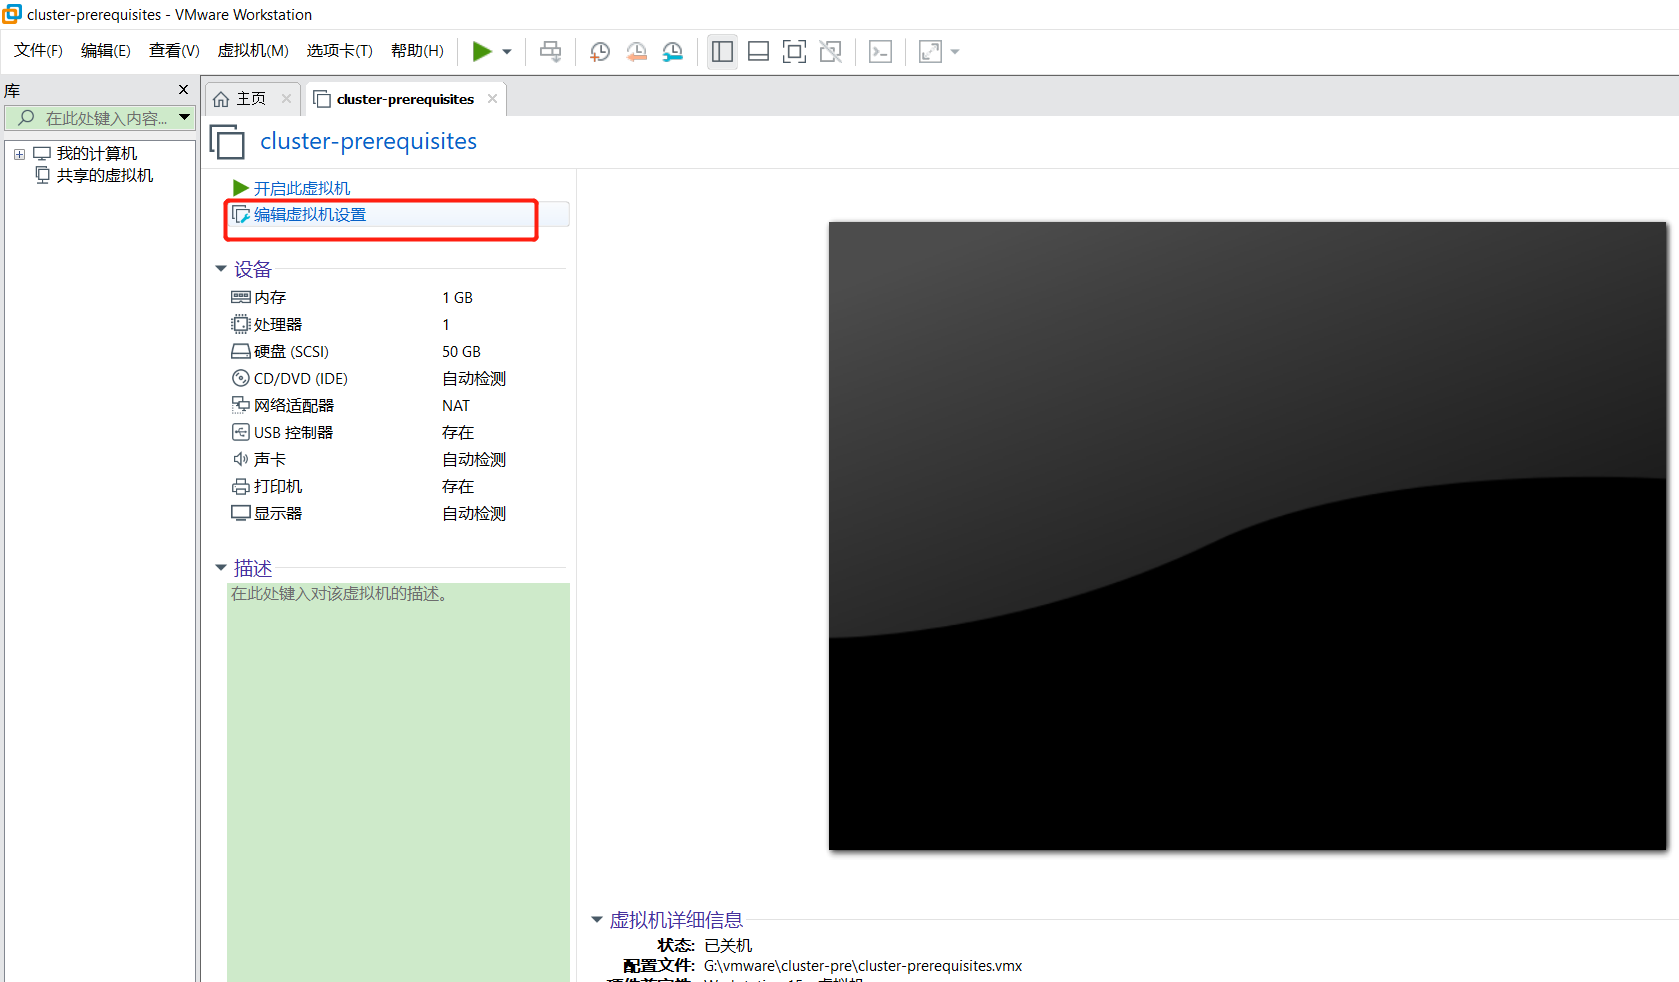 cluster-prerequisites - VMware Workstation
文件(F) 编辑(E) 查看(V) 虚拟机(M) 选项卡(T) 帮助(H)
库
在此处键入内容...
我的计算机
共享的虚拟机
主页
cluster-prerequisites
cluster-prerequisites
开启此虚拟机
编辑虚拟机设置
设备
内存 1 GB
处理器 1
硬盘 (SCSI) 50 GB
CD/DVD (IDE) 自动检测
网络适配器 NAT
USB 控制器 存在
声卡 自动检测
打印机 存在
显示器 自动检测
描述
在此处键入对该虚拟机的描述。
虚拟机详细信息
状态: 已关机
配置文件: G:\vmware\cluster-pre\cluster-prerequisites.vmx